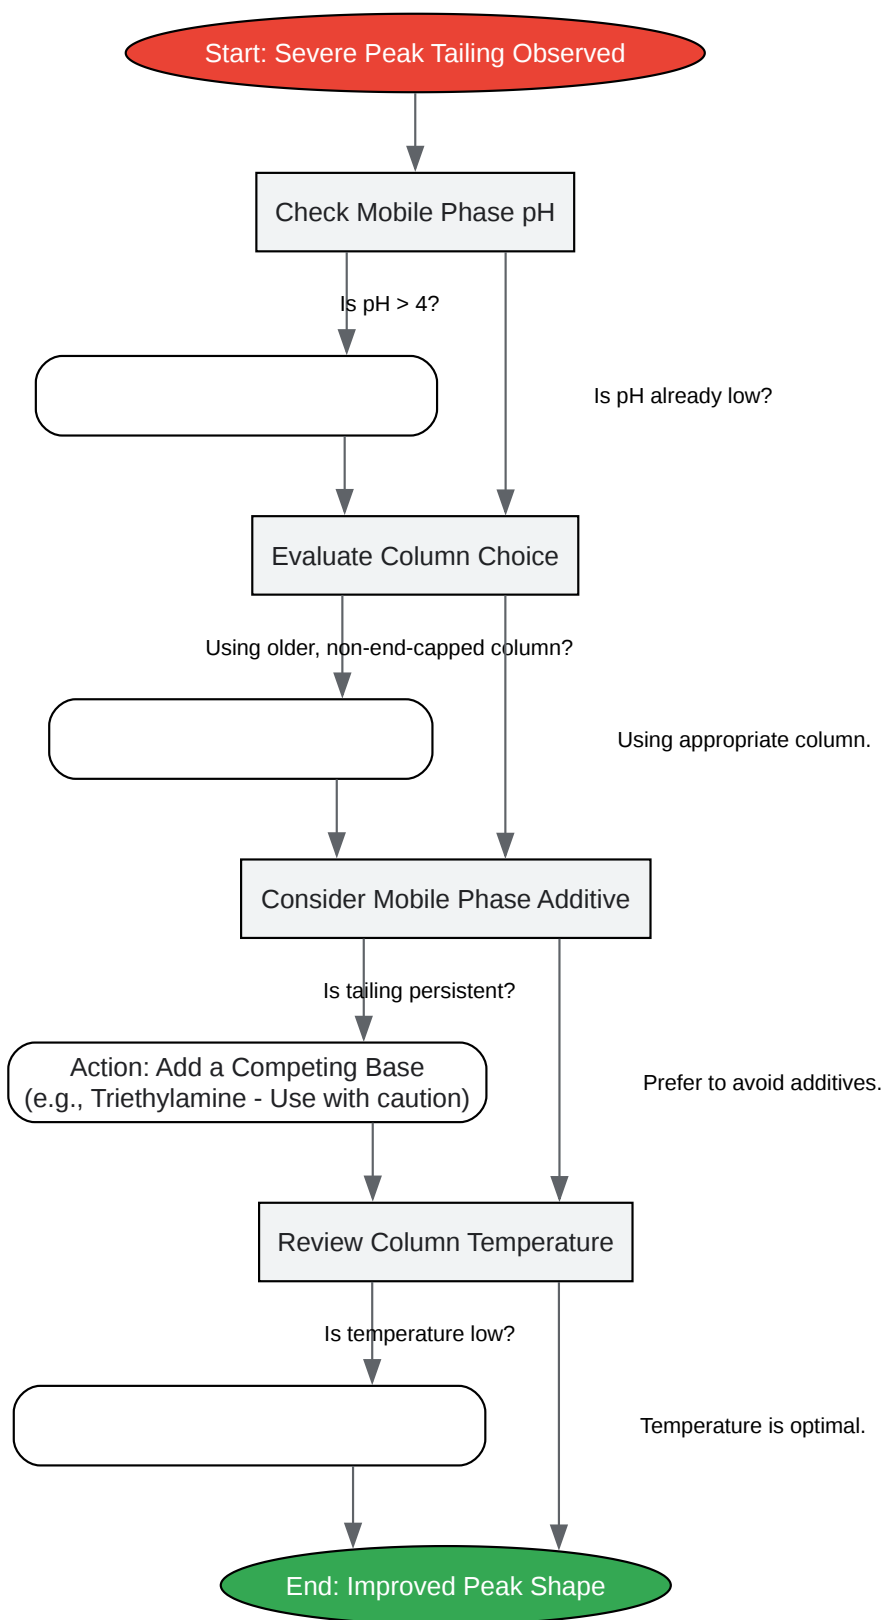 Start: Severe Peak Tailing Observed
Check Mobile Phase pH
Is pH > 4?
Is pH already low?
Evaluate Column Choice
Using older, non-end-capped column?
Using appropriate column.
Consider Mobile Phase Additive
Is tailing persistent?
Action: Add a Competing Base
(e.g., Triethylamine - Use with caution)
Prefer to avoid additives.
Review Column Temperature
Is temperature low?
Temperature is optimal.
End: Improved Peak Shape